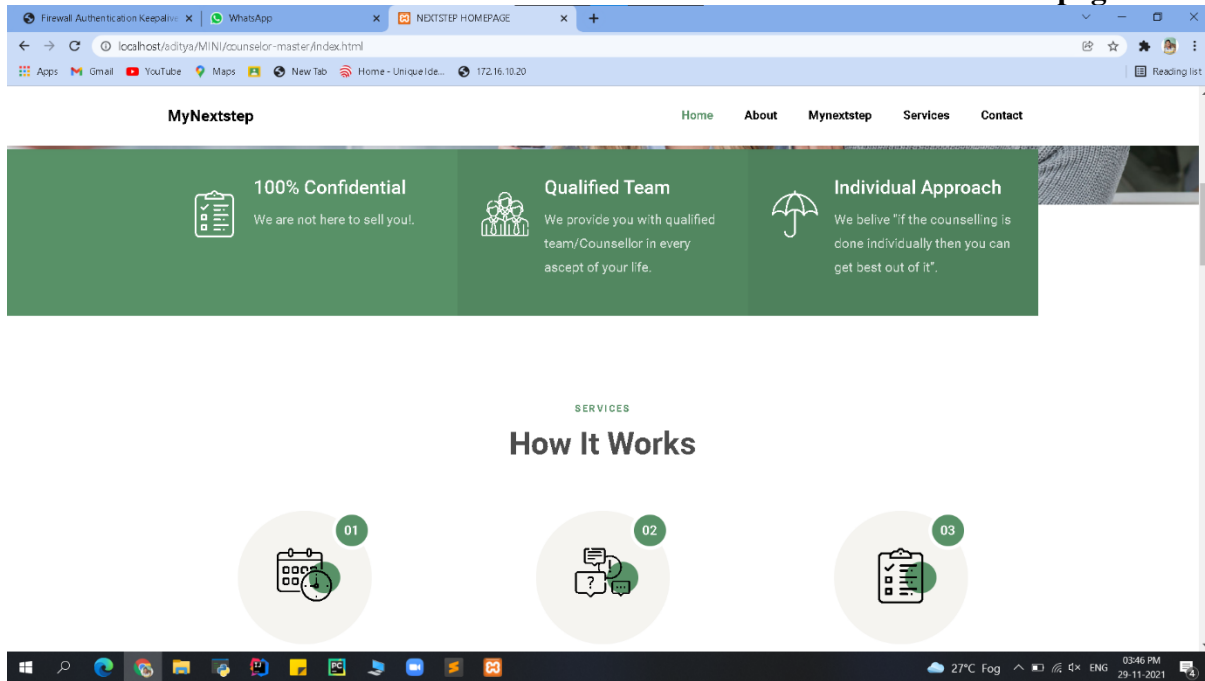 pag
Firewall Authentication Keepalive
WhatsApp
NEXTSTEP HOMEPAGE
localhost/aditya/MINI/counselor-master/index.html
Apps Gmail YouTube Maps New Tab Home - Unique Ide... 172.16.10.20 Reading list
MyNextstep Home About Mynextstep Services Contact
100% Confidential
We are not here to sell you!.
Qualified Team
We provide you with qualified
team/Counsellor in every
ascept of your life.
Individual Approach
We belive "if the counselling is
done individually then you can
get best out of it".
SERVICES
How It Works
01
02
03
?
PC
27°C Fog ENG 03:46 PM
29-11-2021
4